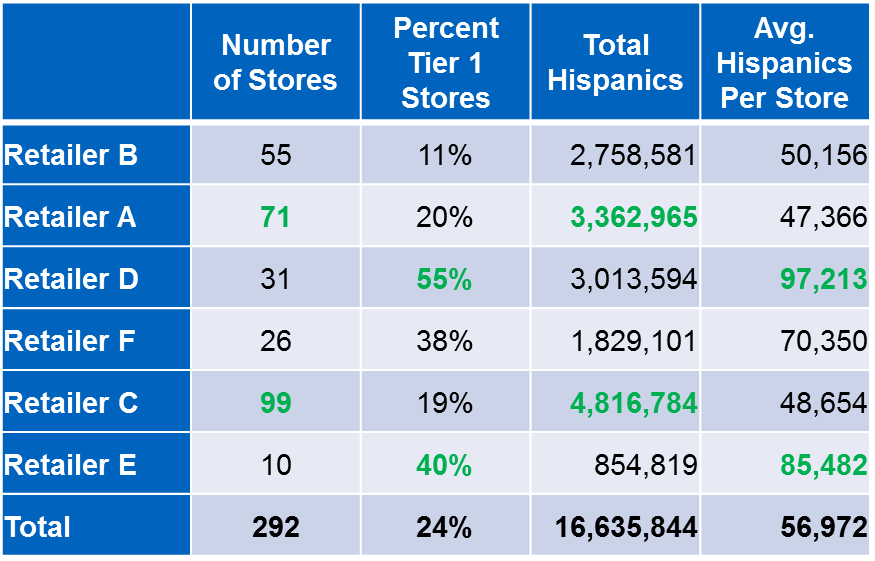 Number of Stores Percent Tier 1 Stores Total Hispanics Avg. Hispanics Per Store
Retailer B 55 11% 2,758,581 50,156
Retailer A 71 20% 3,362,965 47,366
Retailer D 31 55% 3,013,594 97,213
Retailer F 26 38% 1,829,101 70,350
Retailer C 99 19% 4,816,784 48,654
Retailer E 10 40% 854,819 85,482
Total 292 24% 16,635,844 56,972